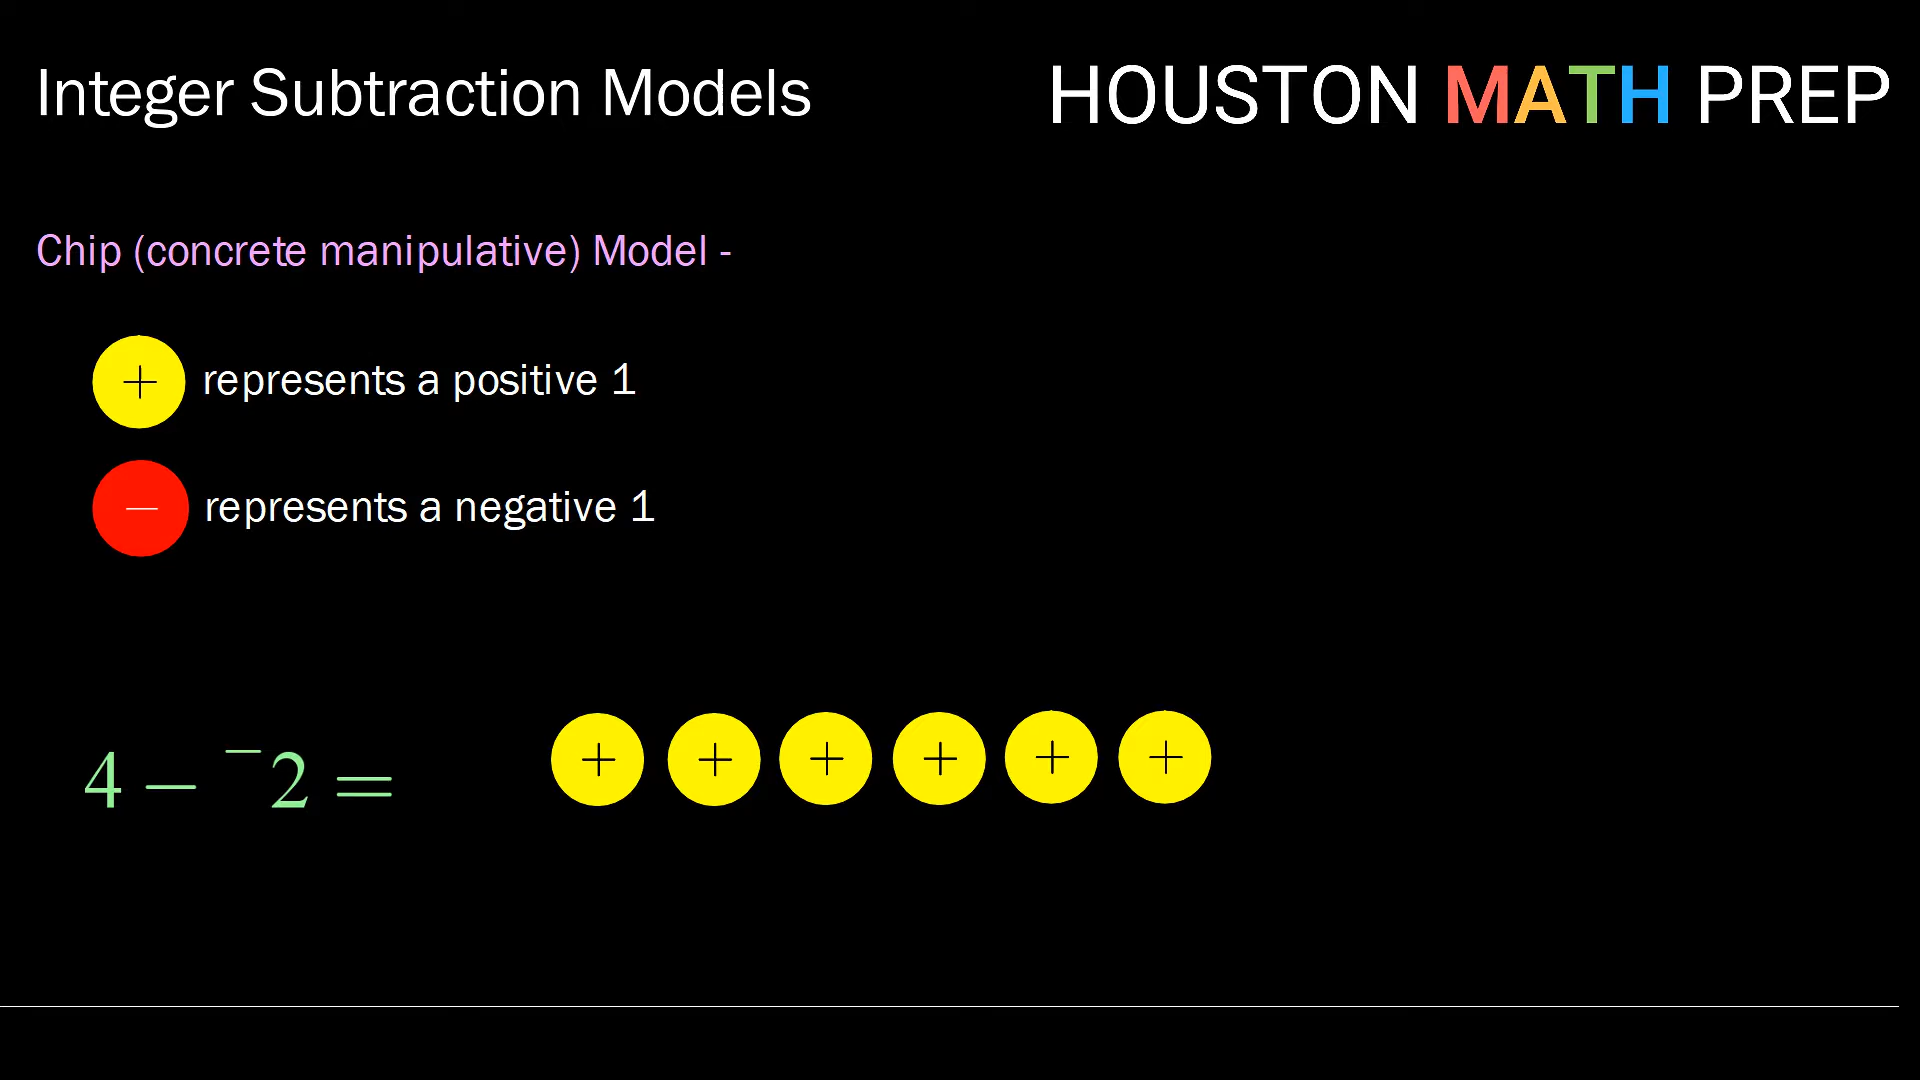 Integer Subtraction Models
HOUSTON MATH PREP
Chip (concrete manipulative) Model -
+ represents a positive 1
− represents a negative 1
4 − ⁻2 =
+ + + + + +